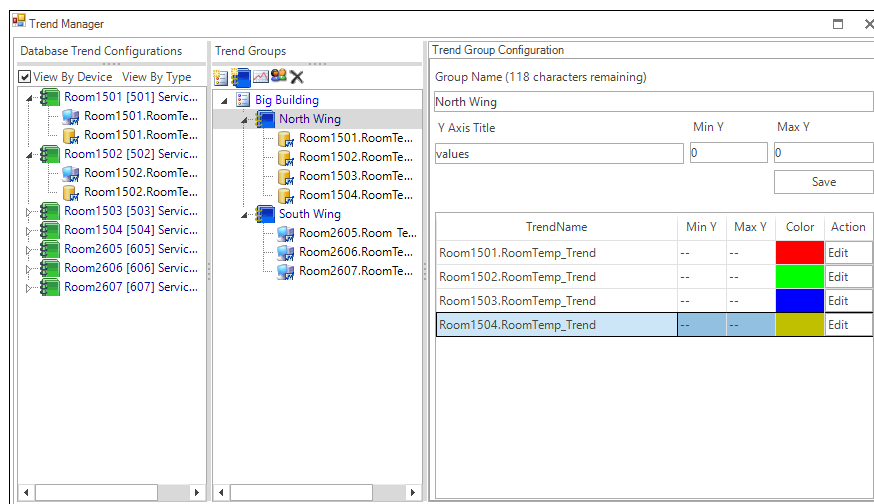 Trend Manager
Database Trend Configurations
View By Device View By Type
Room1501 [501] Servic...
Room1501.RoomTe...
Room1501.RoomTe...
Room1502 [502] Servic...
Room1502.RoomTe...
Room1502.RoomTe...
Room1503 [503] Servic...
Room1504 [504] Servic...
Room2605 [605] Servic...
Room2606 [606] Servic...
Room2607 [607] Servic...
Trend Groups
Big Building
North Wing
Room1501.RoomTe...
Room1502.RoomTe...
Room1503.RoomTe...
Room1504.RoomTe...
South Wing
Room2605.Room Te...
Room2606.RoomTe...
Room2607.RoomTe...
Trend Group Configuration
Group Name (118 characters remaining)
North Wing
Y Axis Title Min Y Max Y
values 0 0
Save
TrendName Min Y Max Y Color Action
Room1501.RoomTemp_Trend -- -- Edit
Room1502.RoomTemp_Trend -- -- Edit
Room1503.RoomTemp_Trend -- -- Edit
Room1504.RoomTemp_Trend -- -- Edit